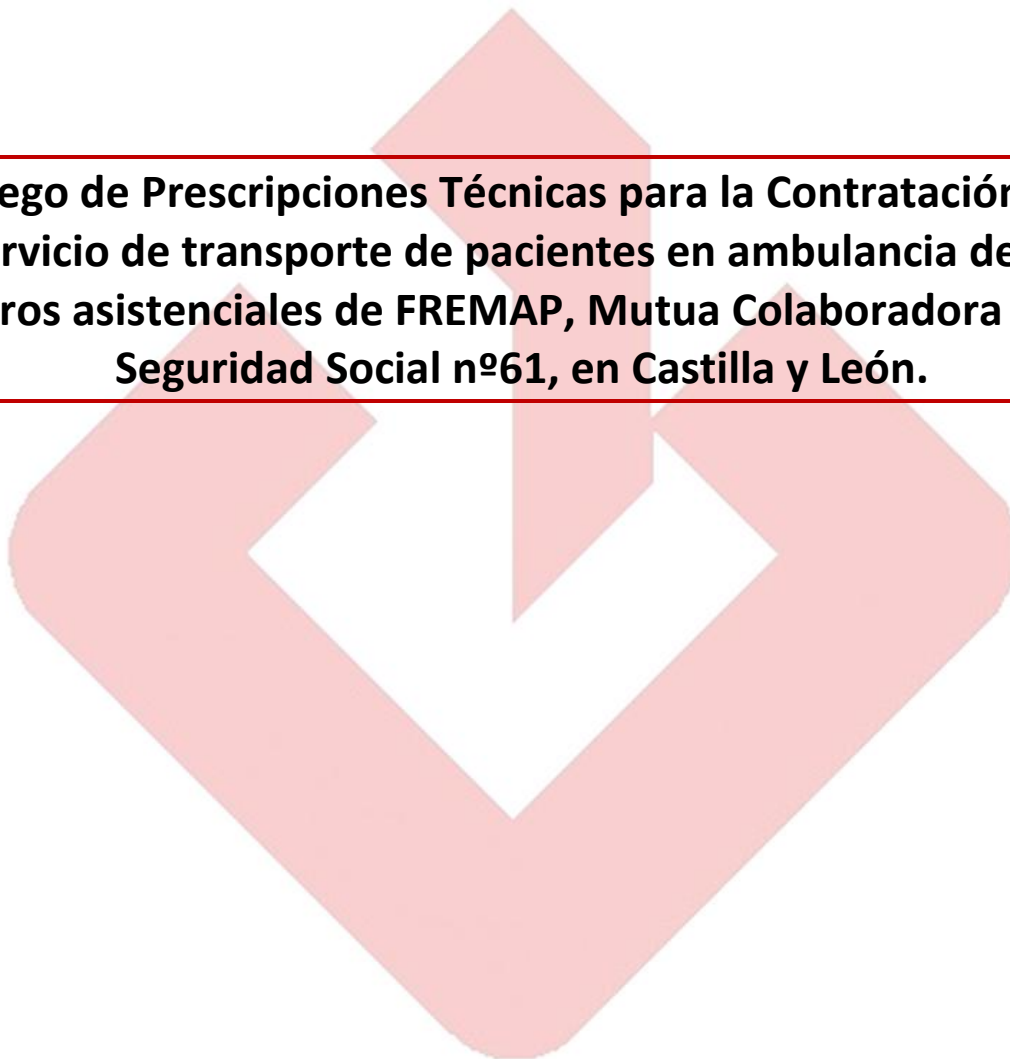 ego de Prescripciones Técnicas para la Contratación
rvicio de transporte de pacientes en ambulancia de
ros asistenciales de FREMAP, Mutua Colaboradora
Seguridad Social nº61, en Castilla y León.